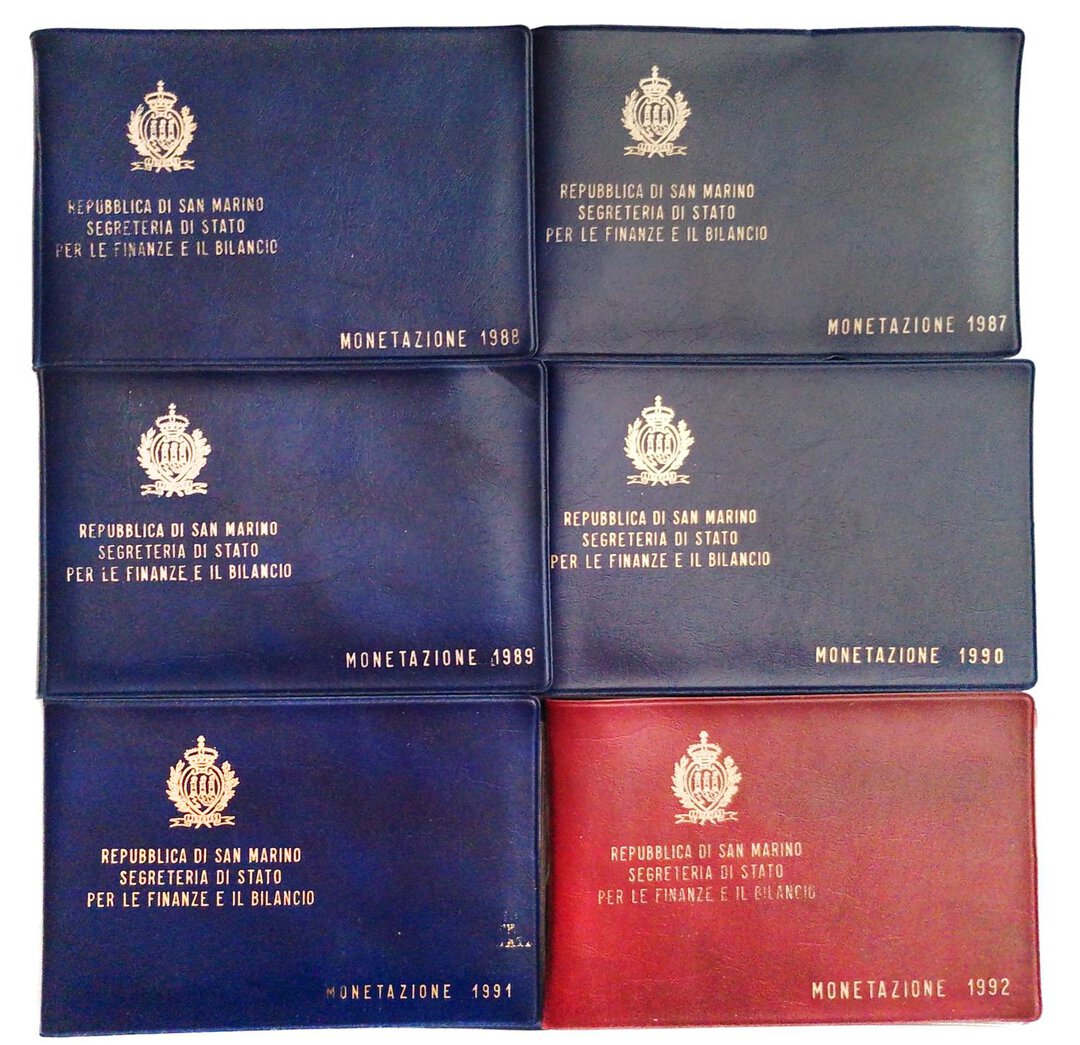 REPUBBLICA DI SAN MARINO
SEGRETERIA DI STATO
PER LE FINANZE E IL BILANCIO
MONETAZIONE 1988
REPUBBLICA DI SAN MARINO
SEGRETERIA DI STATO
PER LE FINANZE E IL BILANCIO
MONETAZIONE 1987
REPUBBLICA DI SAN MARINO
SEGRETERIA DI STATO
PER LE FINANZE E IL BILANCIO
MONETAZIONE 1989
REPUBBLICA DI SAN MARINO
SEGRETERIA DI STATO
PER LE FINANZE E IL BILANCIO
MONETAZIONE 1990
REPUBBLICA DI SAN MARINO
SEGRETERIA DI STATO
PER LE FINANZE E IL BILANCIO
MONETAZIONE 1991
REPUBBLICA DI SAN MARINO
SEGRETERIA DI STATO
PER LE FINANZE E IL BILANCIO
MONETAZIONE 1992